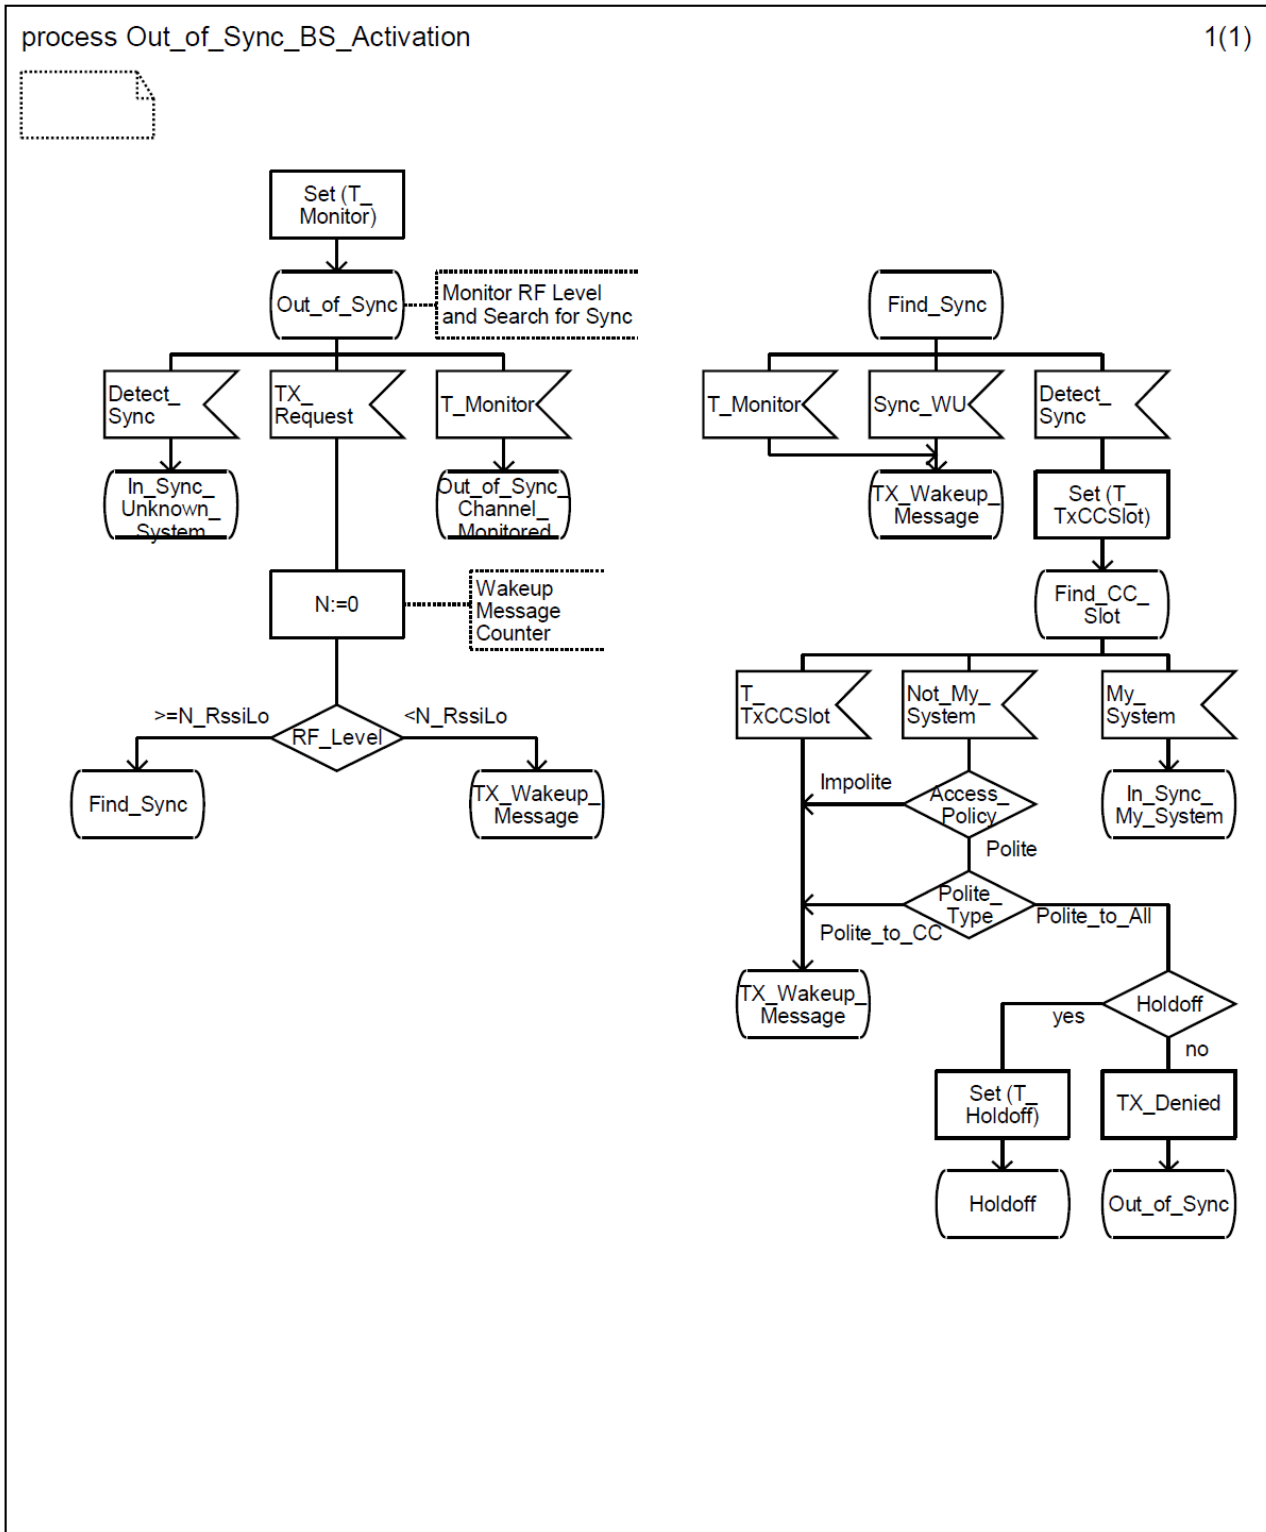 process Out_of_Sync_BS_Activation
1(1)
Set (T_
Monitor)
Out_of_Sync
Monitor RF Level
and Search for Sync
Detect_
Sync
TX_
Request
T_Monitor
In_Sync_
Unknown_
System
Out_of_Sync_
Channel_
Monitored
N:=0
Wakeup
Message
Counter
>=N_RssiLo
<N_RssiLo
RF_Level
Find_Sync
TX_Wakeup_
Message
Find_Sync
T_Monitor
Sync_WU
Detect_
Sync
TX_Wakeup_
Message
Set (T_
TxCCSlot)
Find_CC_
Slot
T_
TxCCSlot
Not_My_
System
My_
System
Impolite
Access_
Policy
In_Sync_
My_System
Polite
Polite_
Type
Polite_to_CC
Polite_to_All
TX_Wakeup_
Message
Holdoff
yes
no
Set (T_
Holdoff)
TX_Denied
Holdoff
Out_of_Sync